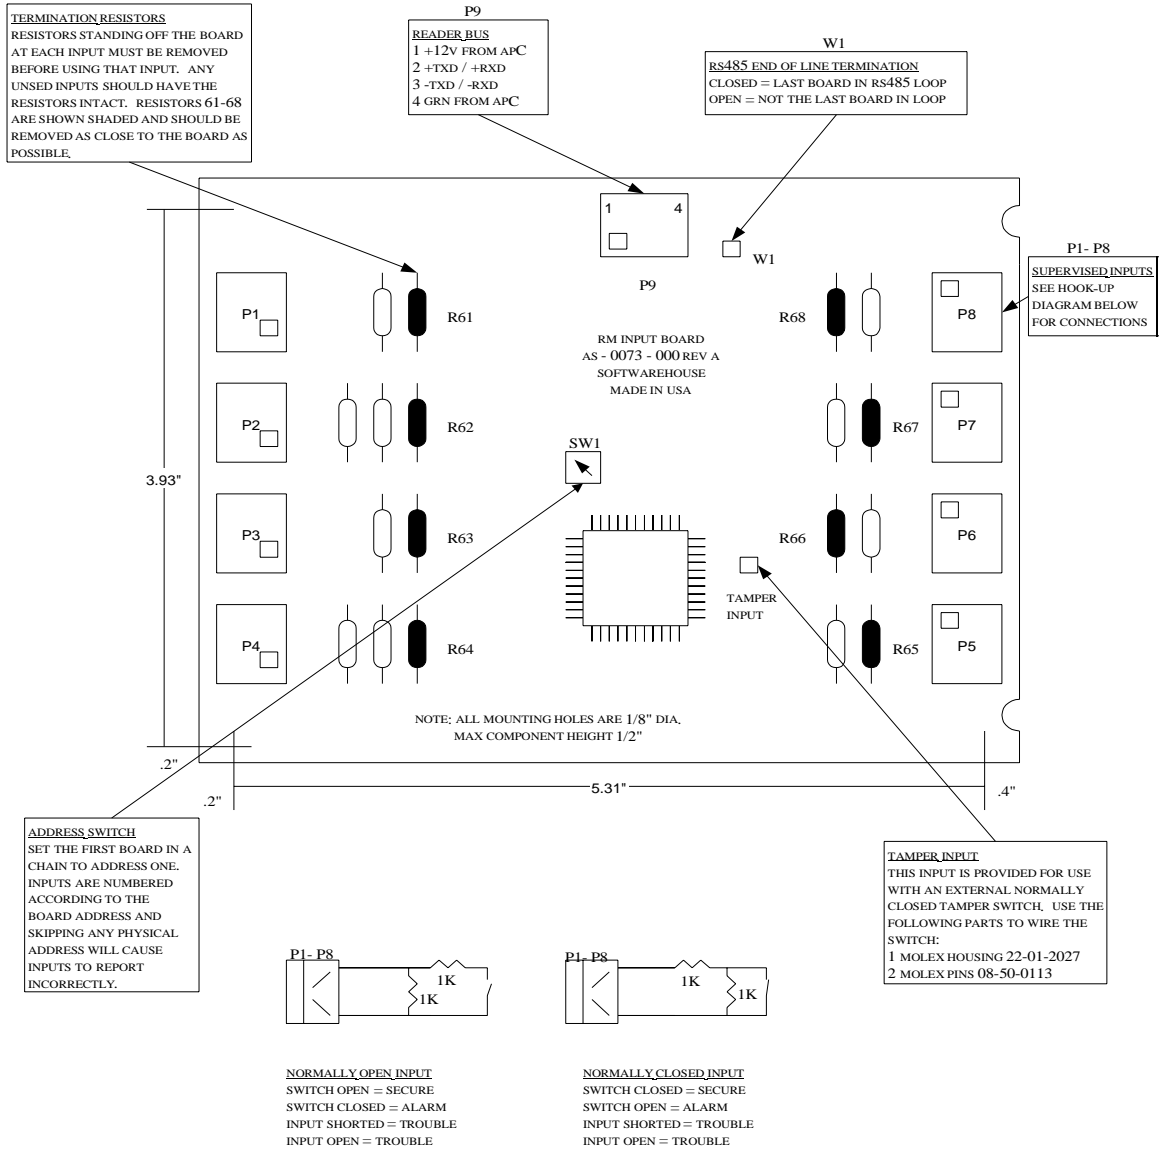 TERMINATION RESISTORS
RESISTORS STANDING OFF THE BOARD
AT EACH INPUT MUST BE REMOVED
BEFORE USING THAT INPUT. ANY
UNSED INPUTS SHOULD HAVE THE
RESISTORS INTACT. RESISTORS 61-68
ARE SHOWN SHADED AND SHOULD BE
REMOVED AS CLOSE TO THE BOARD AS
POSSIBLE.
P9
READER BUS
1 +12V FROM APC
2 +TXD / +RXD
3 -TXD / -RXD
4 GRN FROM APC
W1
RS485 END OF LINE TERMINATION
CLOSED = LAST BOARD IN RS485 LOOP
OPEN = NOT THE LAST BOARD IN LOOP
P1- P8
SUPERVISED INPUTS
SEE HOOK-UP
DIAGRAM BELOW
FOR CONNECTIONS
1 4
W1
P9
P1
R61
R68
P8
RM INPUT BOARD
AS - 0073 - 000 REV A
SOFTWAREHOUSE
MADE IN USA
P2
R62
R67
P7
SW1
3.93"
P3
R63
R66
P6
TAMPER
INPUT
P4
R64
R65
P5
NOTE: ALL MOUNTING HOLES ARE 1/8" DIA.
MAX COMPONENT HEIGHT 1/2"
.2"
.2"
5.31"
.4"
ADDRESS SWITCH
SET THE FIRST BOARD IN A
CHAIN TO ADDRESS ONE.
INPUTS ARE NUMBERED
ACCORDING TO THE
BOARD ADDRESS AND
SKIPPING ANY PHYSICAL
ADDRESS WILL CAUSE
INPUTS TO REPORT
INCORRECTLY.
TAMPER INPUT
THIS INPUT IS PROVIDED FOR USE
WITH AN EXTERNAL NORMALLY
CLOSED TAMPER SWITCH. USE THE
FOLLOWING PARTS TO WIRE THE
SWITCH:
1 MOLEX HOUSING 22-01-2027
2 MOLEX PINS 08-50-0113
P1- P8
1K
1K
P1- P8
1K
1K
NORMALLY OPEN INPUT
SWITCH OPEN = SECURE
SWITCH CLOSED = ALARM
INPUT SHORTED = TROUBLE
INPUT OPEN = TROUBLE
NORMALLY CLOSED INPUT
SWITCH CLOSED = SECURE
SWITCH OPEN = ALARM
INPUT SHORTED = TROUBLE
INPUT OPEN = TROUBLE